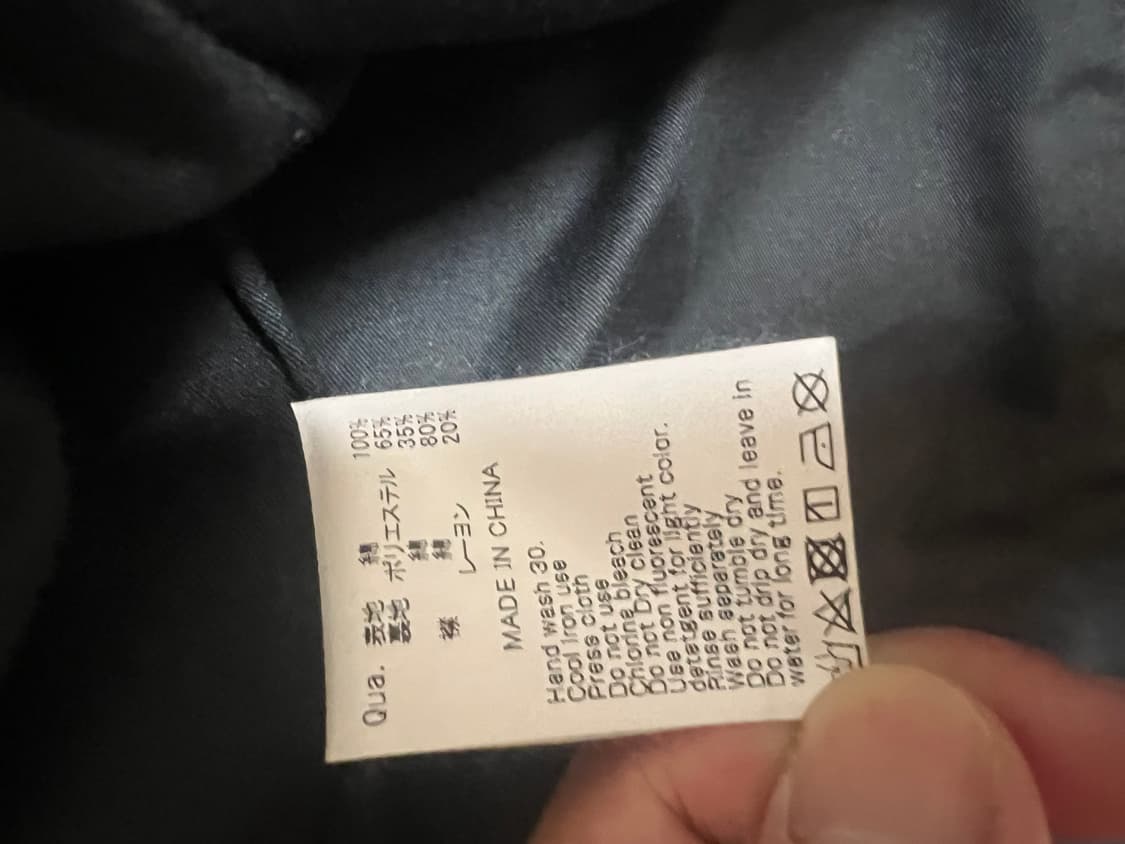 Qua. 表地 綿 100%
裏地 ポリエステル 65%
綿 35%
襟 綿 80%
レーヨン 20%
MADE IN CHINA
Hand wash 30.
Cool iron use
Press cloth
Do not use
Chlorine bleach
Do not Dry clean
Use non fluorescent
detetgent for light color.
Rinse sufficiently
Wash separately
Do not tumble dry
Do not drip dry and leave in
water for long time.